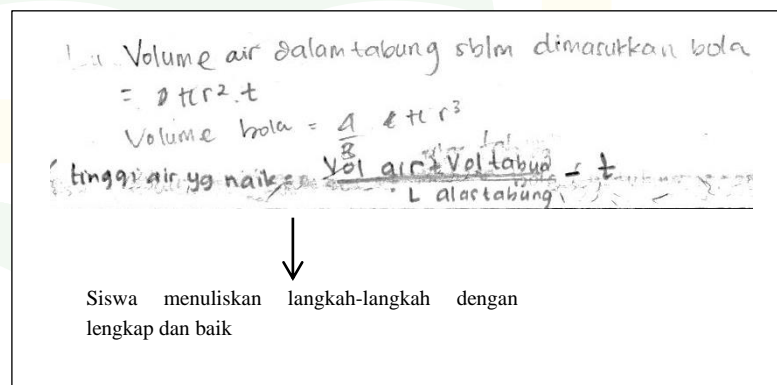 Volume air dalam tabung sblm dimasukkan bola
= πr².t
Volume bola = 4/3 πr³
tinggi air yg naik = Vol air + Vol tabung / L alas tabung - t
Siswa menuliskan langkah-langkah dengan
lengkap dan baik